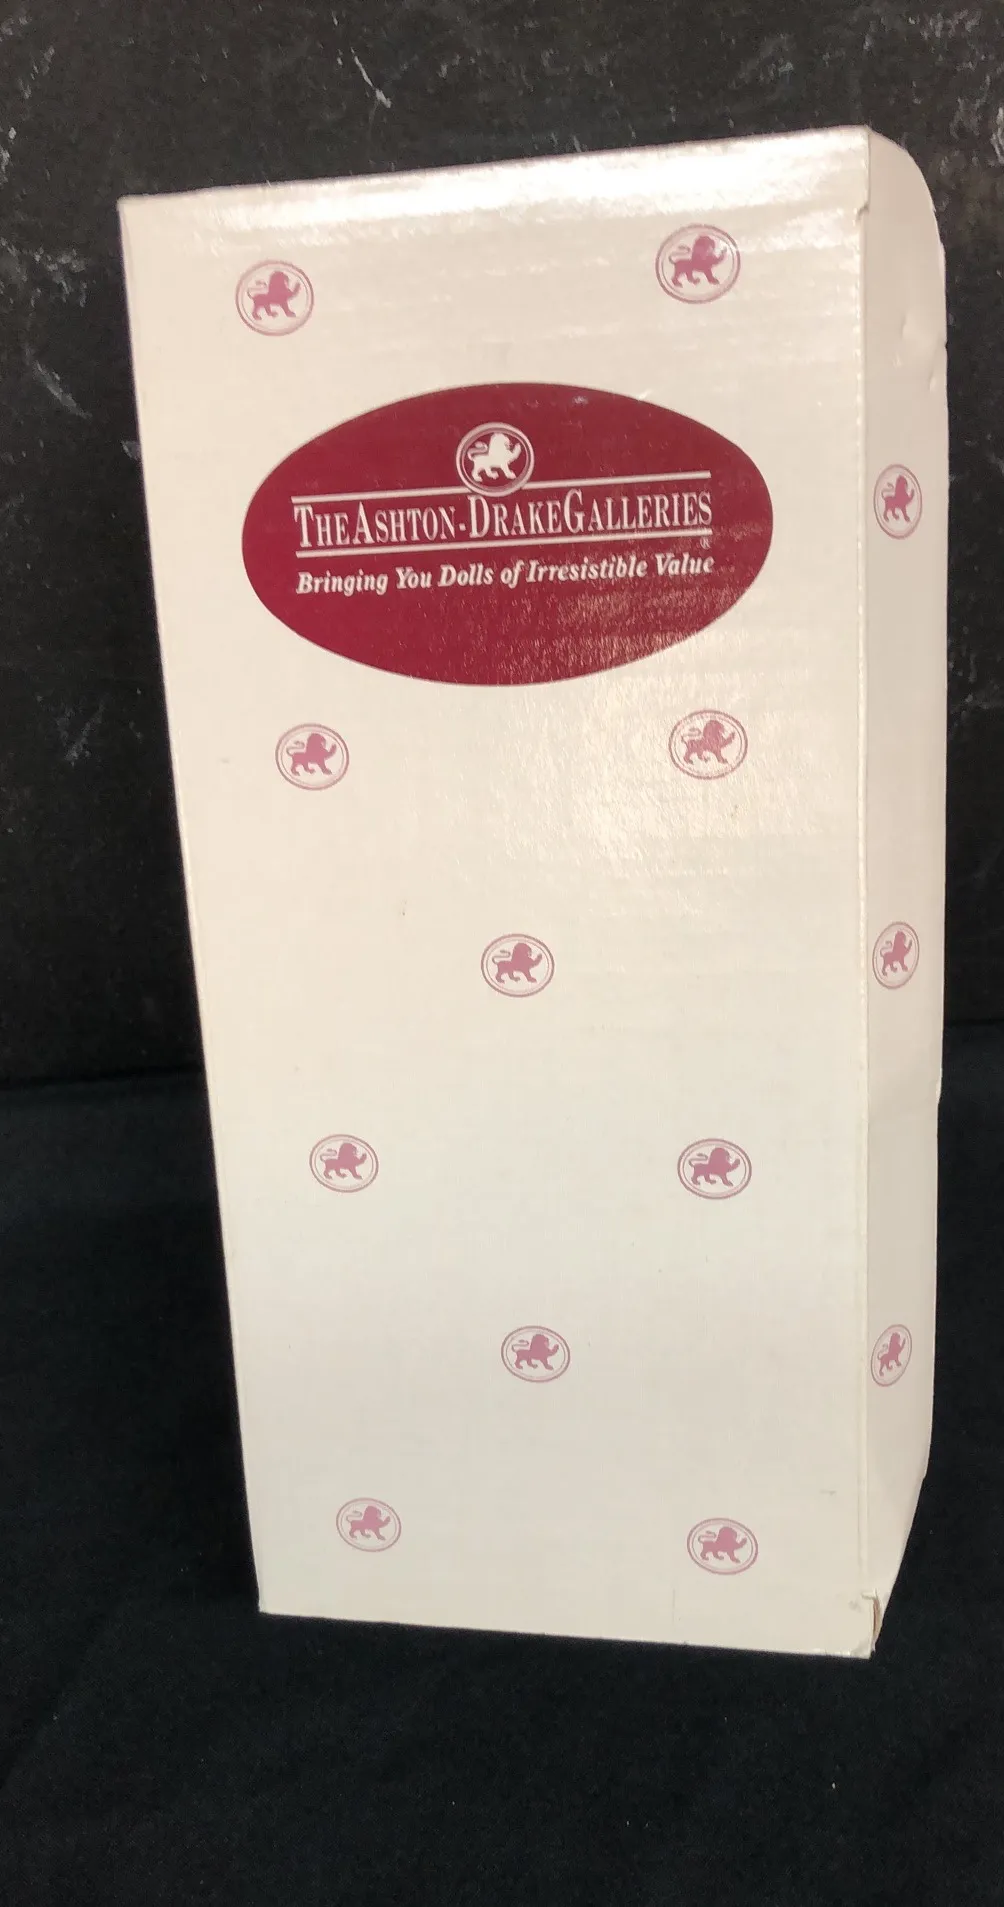 THE ASHTON-DRAKE GALLERIES
®
Bringing You Dolls of Irresistible Value